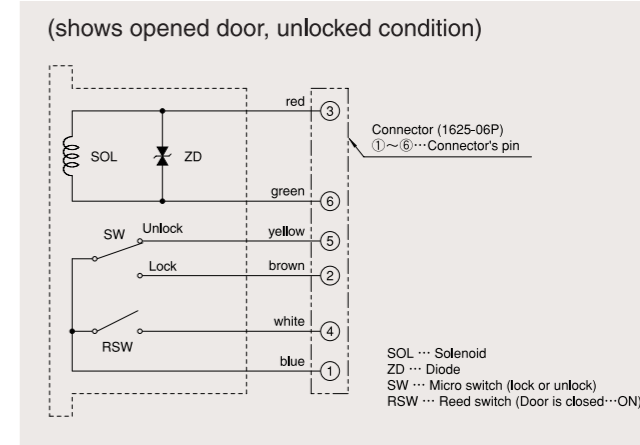 (shows opened door, unlocked condition)
red
③
Connector (1625-06P)
①～⑥…Connector's pin
SOL
ZD
green
⑥
SW
Unlock
yellow
⑤
Lock
brown
②
white
④
RSW
blue
①
SOL … Solenoid
ZD … Diode
SW … Micro switch (lock or unlock)
RSW … Reed switch (Door is closed…ON)